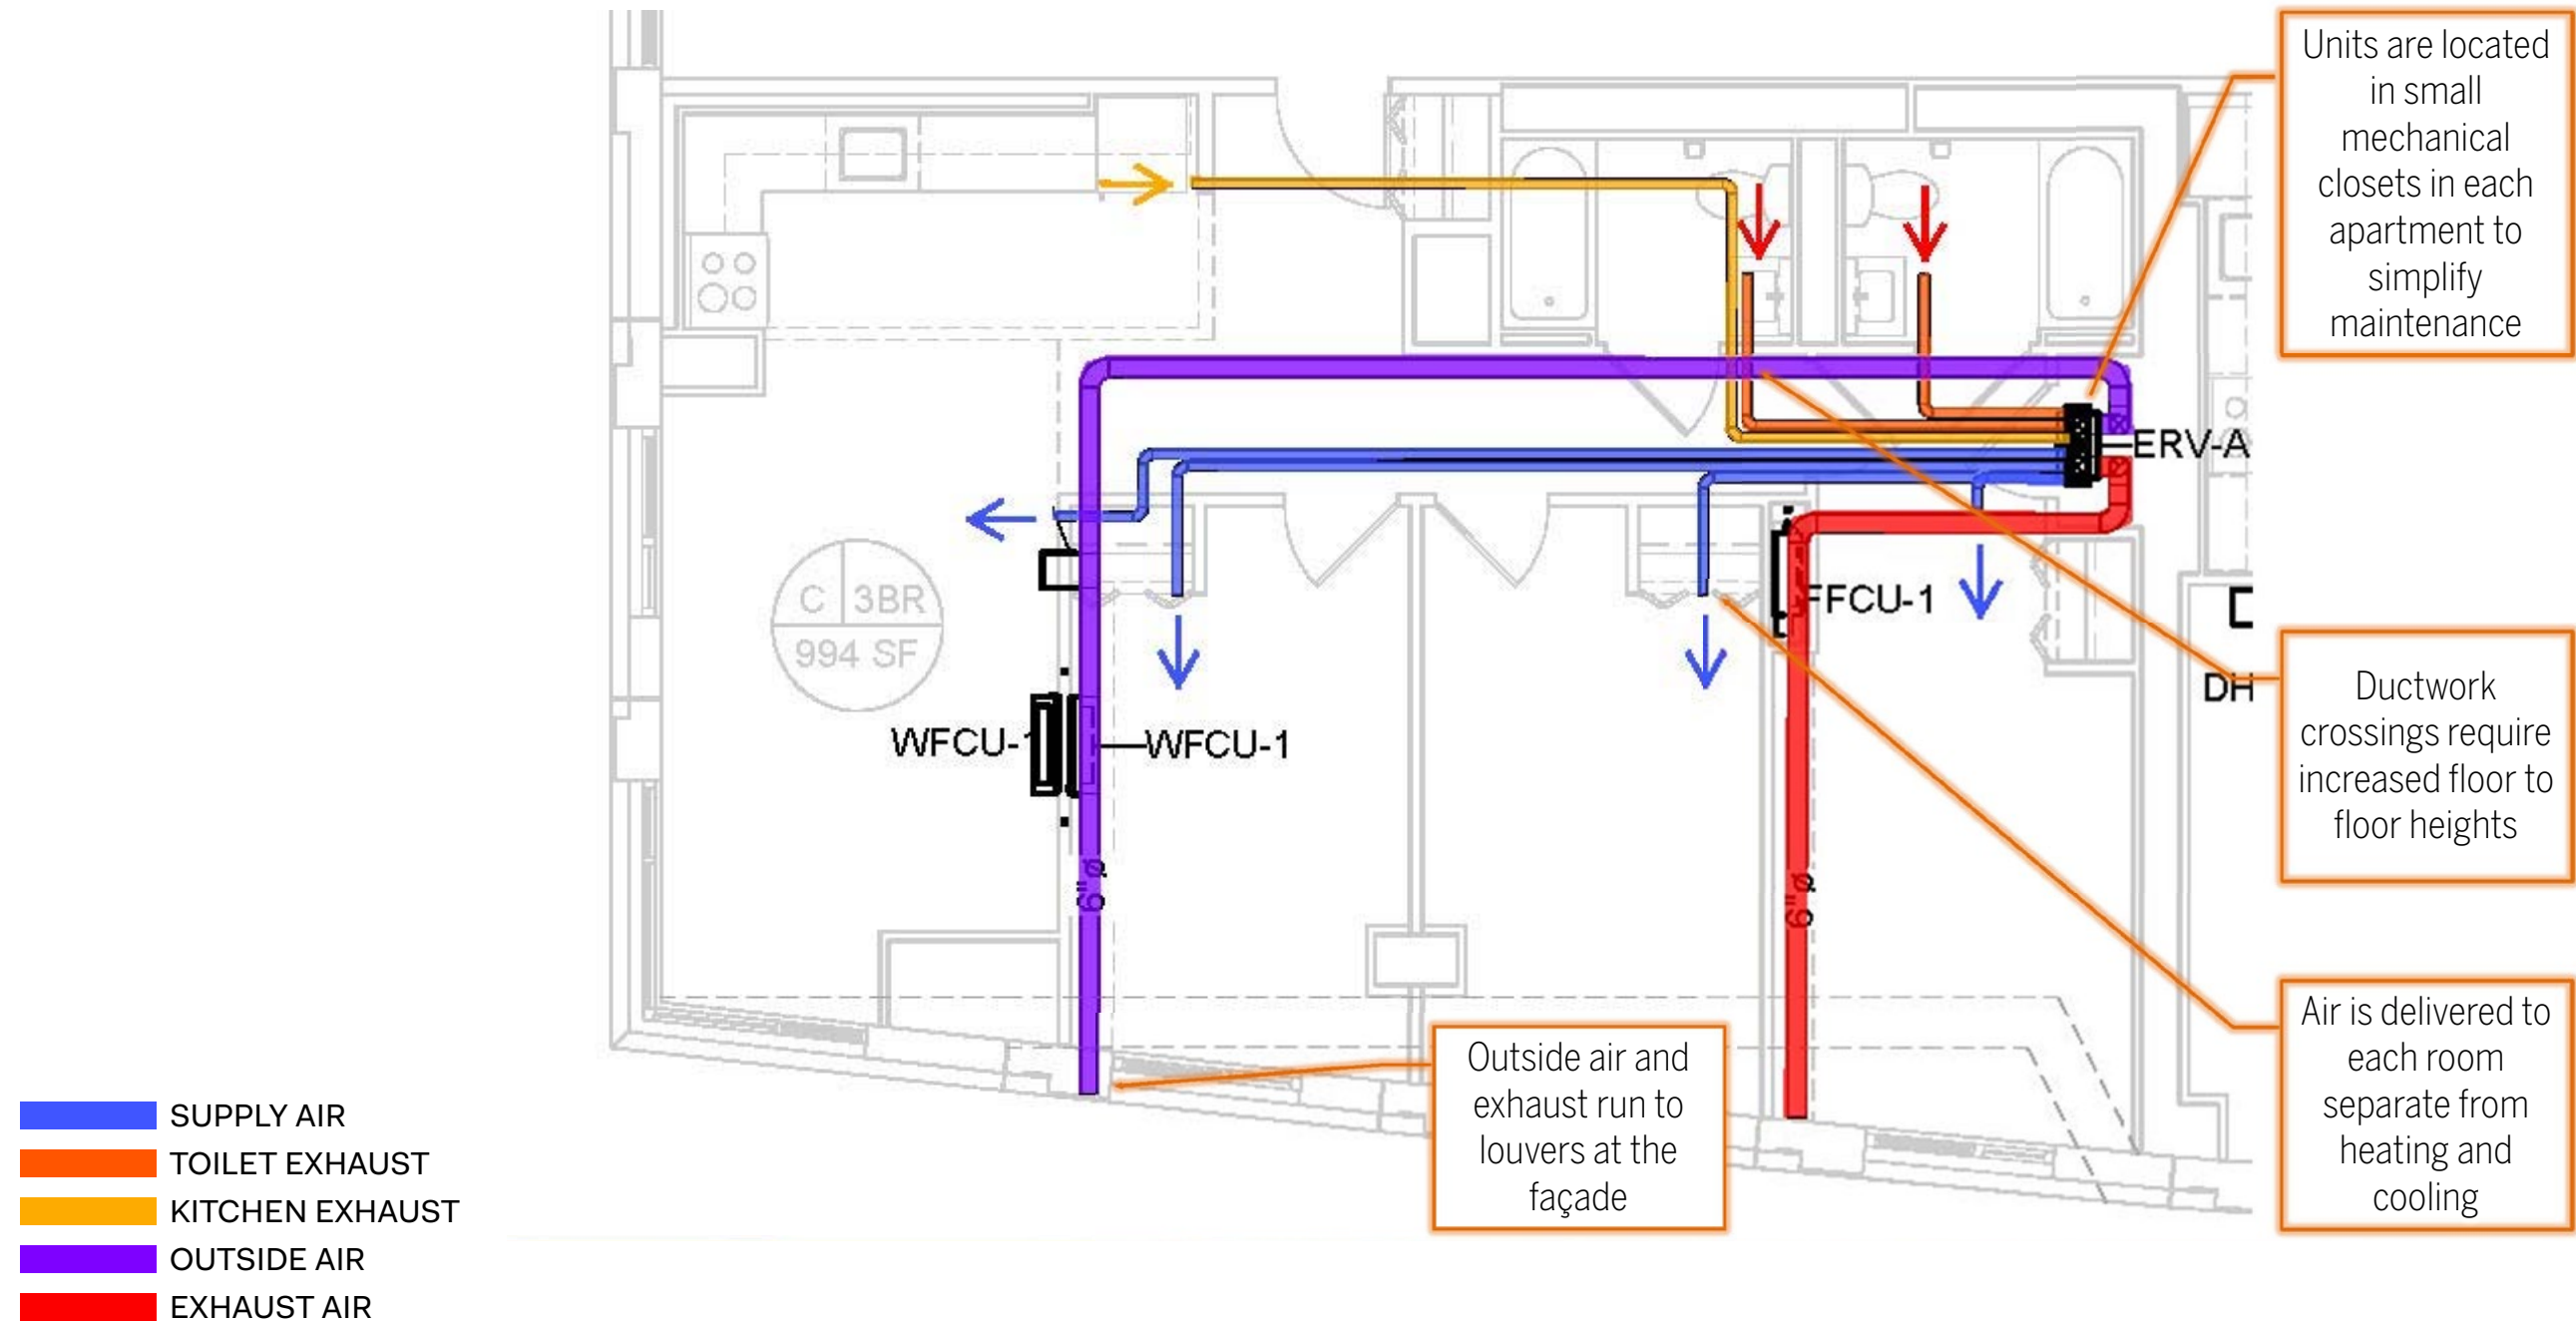 Units are located
in small
mechanical
closets in each
apartment to
simplify
maintenance
ERV-A
C 3BR
994 SF
FFCU-1
WFCU-1
WFCU-1
DH
6"ø
6"ø
Ductwork
crossings require
increased floor to
floor heights
Air is delivered to
each room
separate from
heating and
cooling
Outside air and
exhaust run to
louvers at the
façade
SUPPLY AIR
TOILET EXHAUST
KITCHEN EXHAUST
OUTSIDE AIR
EXHAUST AIR